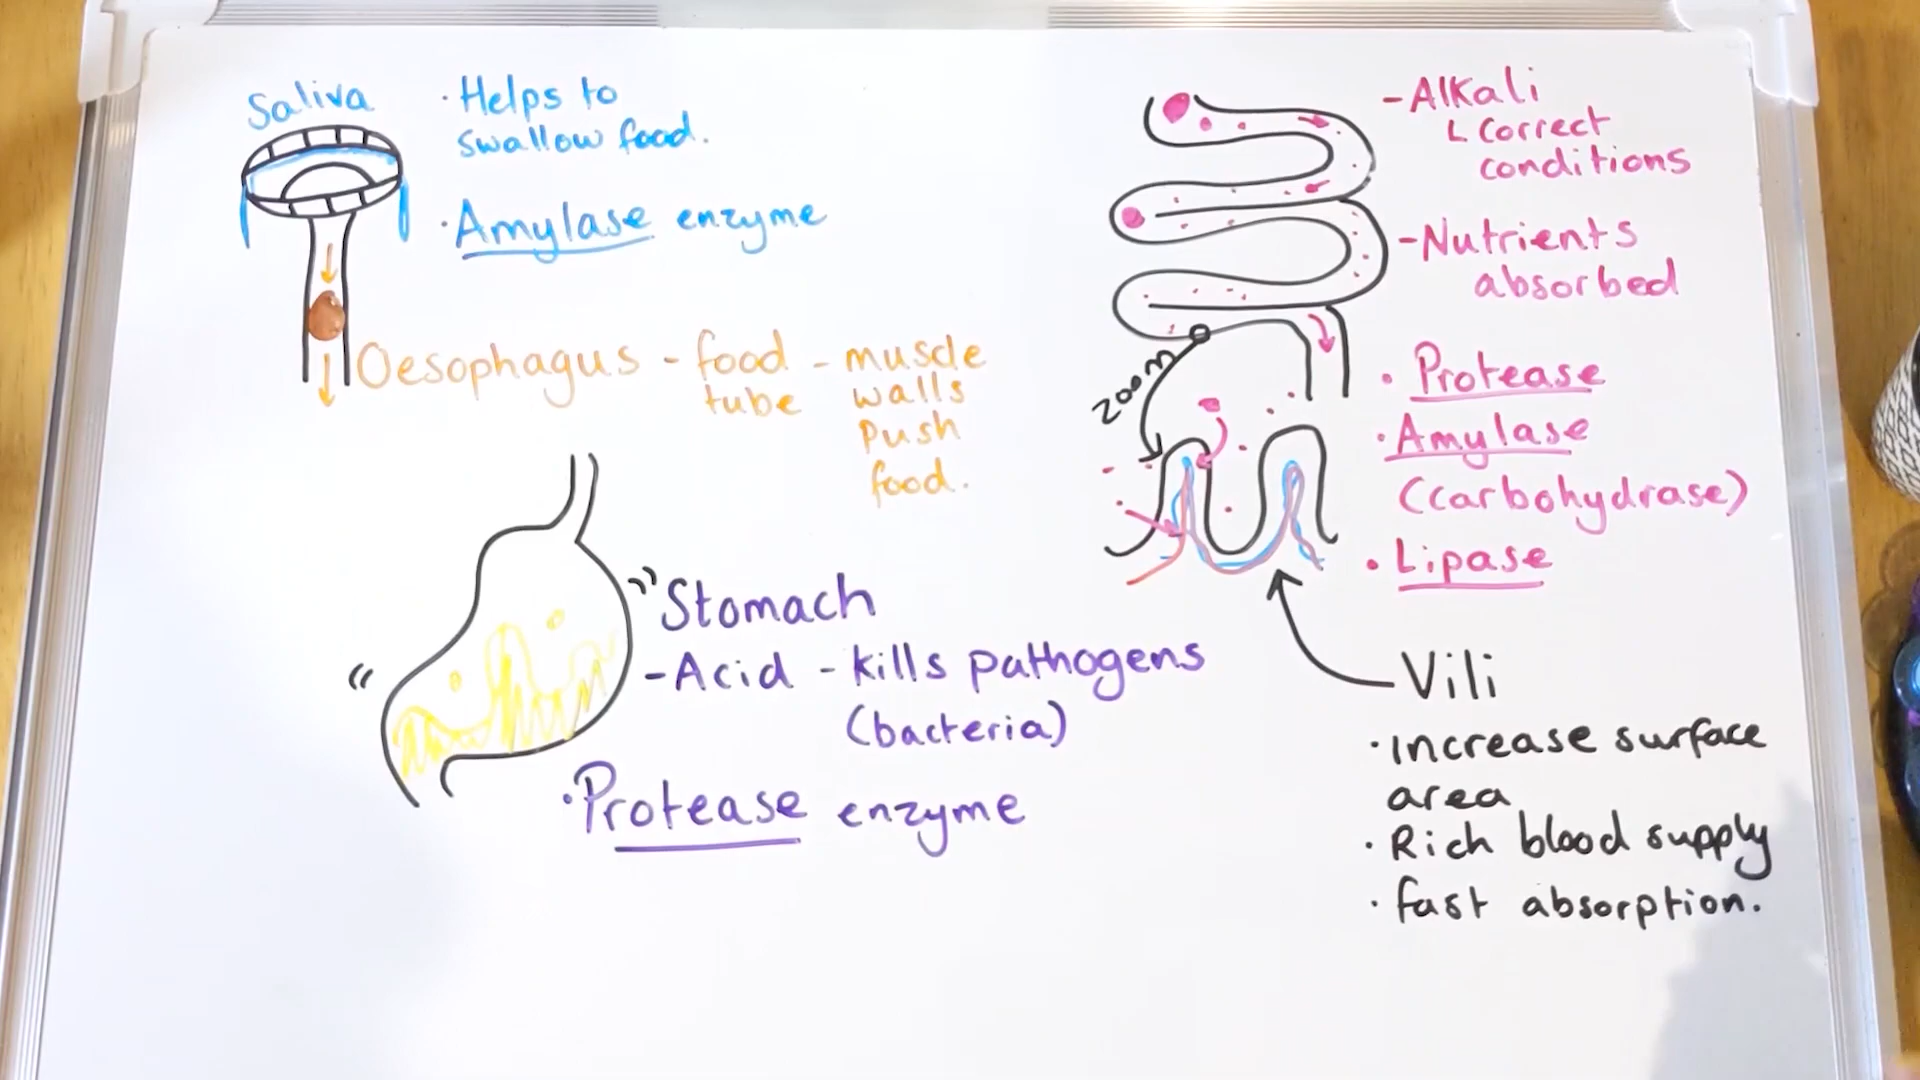 Saliva
· Helps to
swallow food.
· Amylase enzyme
Oesophagus - food - muscle
tube walls
push
food.
Stomach
- Acid - kills pathogens
(bacteria)
· Protease enzyme
- Alkali
L Correct
conditions
- Nutrients
absorbed
· Protease
· Amylase
(carbohydrase)
· Lipase
zoom
Vili
· increase surface
area
· Rich blood supply
· fast absorption.